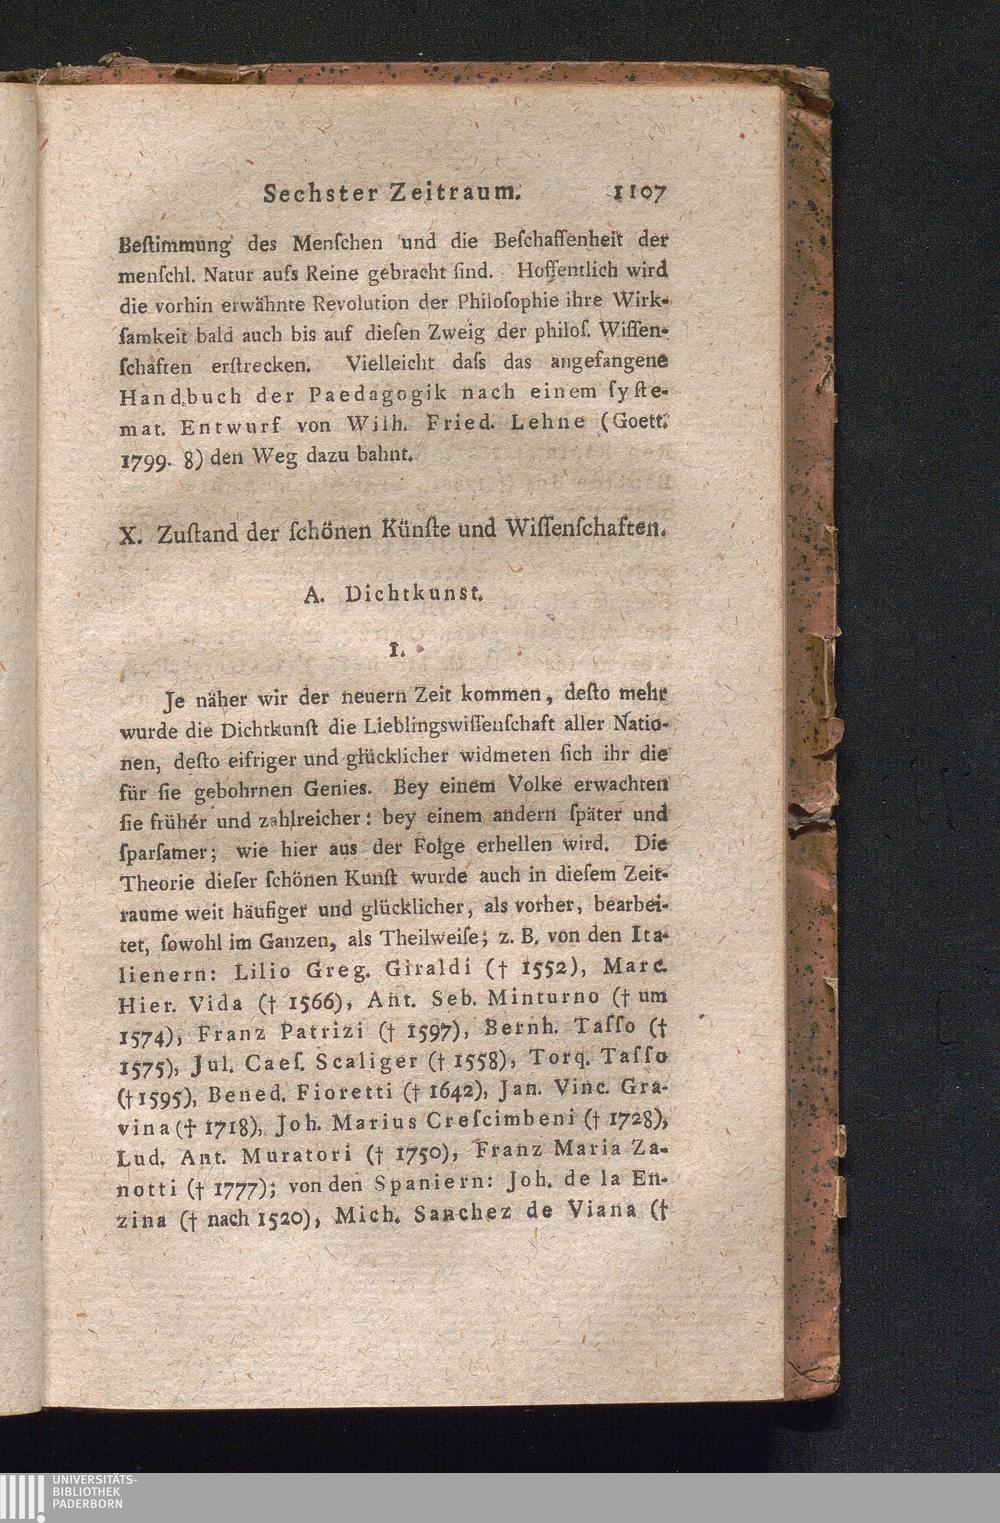 Sechster Zeitraum. 1107
Beſtimmung des Menſchen und die Beſchaffenheit der
menſchl. Natur aufs Reine gebracht ſind. Hoffentlich wird
die vorhin erwähnte Revolution der Philoſophie ihre Wirk-
ſamkeit bald auch bis auf dieſen Zweig der philoſ. Wiſſen-
ſchaften erſtrecken. Vielleicht daſs das angefangene
Handbuch der Paedagogik nach einem ſyſte-
mat. Entwurf von Wilh. Fried. Lehne (Goett.
1799. 8) den Weg dazu bahnt.
X. Zuſtand der ſchönen Künſte und Wiſſenſchaften.
A. Dichtkunst.
I.
Je näher wir der neuern Zeit kommen, deſto mehr
wurde die Dichtkunſt die Lieblingswiſſenſchaft aller Natio-
nen, deſto eifriger und glücklicher widmeten ſich ihr die
für ſie gebohrnen Genies. Bey einem Volke erwachten
ſie früher und zahlreicher: bey einem andern ſpäter und
ſparſamer; wie hier aus der Folge erhellen wird. Die
Theorie dieſer ſchönen Kunſt wurde auch in dieſem Zeit-
raume weit häufiger und glücklicher, als vorher, bearbei-
tet, ſowohl im Ganzen, als Theilweiſe; z. B. von den Ita-
lienern: Lilio Greg. Giraldi († 1552), Marc.
Hier. Vida († 1566), Ant. Seb. Minturno († um
1574), Franz Patrizi († 1597), Bernh. Taſſo (†
1575), Jul. Caeſ. Scaliger († 1558), Torq. Taſſo
(† 1595), Bened. Fioretti († 1642), Jan. Vinc. Gra-
vina († 1718), Joh. Marius Creſcimbeni († 1728),
Lud. Ant. Muratori († 1750), Franz Maria Za-
notti († 1777); von den Spaniern: Joh. de la En-
zina († nach 1520), Mich. Sanchez de Viana (†
UNIVERSITÄTS-
BIBLIOTHEK
PADERBORN